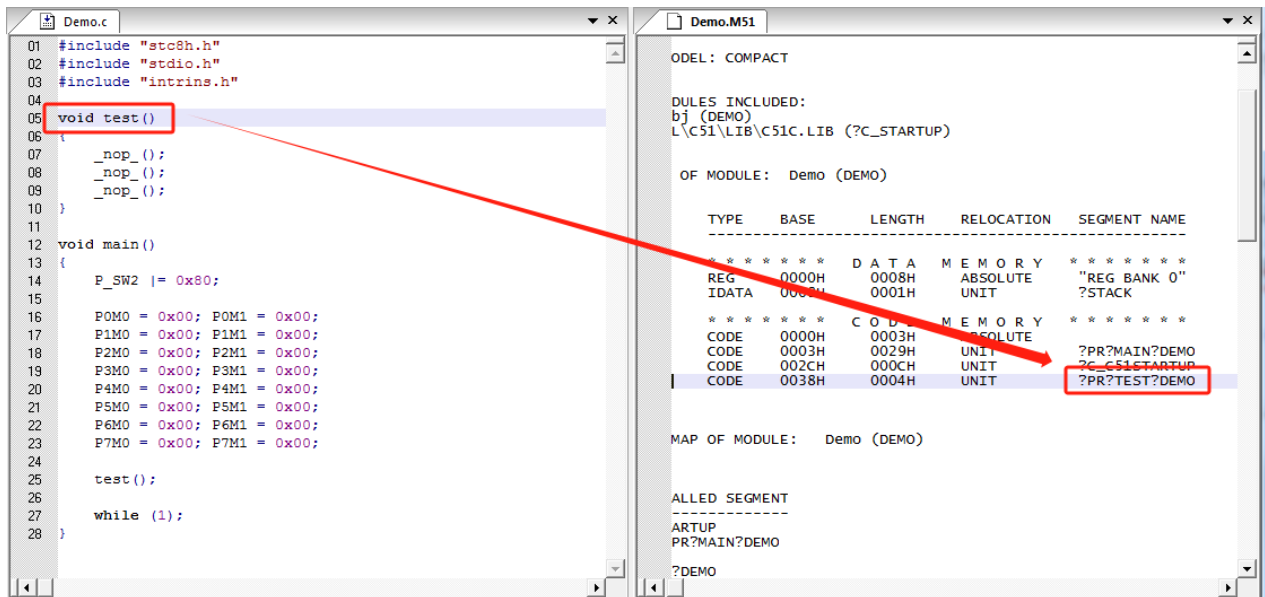 Demo.c
01 #include "stc8h.h"
02 #include "stdio.h"
03 #include "intrins.h"
04
05 void test()
06 {
07 _nop_();
08 _nop_();
09 _nop_();
10 }
11
12 void main()
13 {
14 P_SW2 |= 0x80;
15
16 P0M0 = 0x00; P0M1 = 0x00;
17 P1M0 = 0x00; P1M1 = 0x00;
18 P2M0 = 0x00; P2M1 = 0x00;
19 P3M0 = 0x00; P3M1 = 0x00;
20 P4M0 = 0x00; P4M1 = 0x00;
21 P5M0 = 0x00; P5M1 = 0x00;
22 P6M0 = 0x00; P6M1 = 0x00;
23 P7M0 = 0x00; P7M1 = 0x00;
24
25 test();
26
27 while (1);
28 }
Demo.M51
ODEL: COMPACT
DULES INCLUDED:
bj (DEMO)
L\C51\LIB\C51C.LIB (?C_STARTUP)
OF MODULE: Demo (DEMO)
TYPE BASE LENGTH RELOCATION SEGMENT NAME
-----------------------------------------------------
* * * * * * * D A T A M E M O R Y * * * * * * *
REG 0000H 0008H ABSOLUTE "REG BANK 0"
IDATA 0008H 0001H UNIT ?STACK
* * * * * * * C O D E M E M O R Y * * * * * * *
CODE 0000H 0003H ABSOLUTE
CODE 0003H 0029H UNIT ?PR?MAIN?DEMO
CODE 002CH 000CH UNIT ?C_C51STARTUP
CODE 0038H 0004H UNIT ?PR?TEST?DEMO
MAP OF MODULE: Demo (DEMO)
ALLED SEGMENT
-------------
ARTUP
PR?MAIN?DEMO
?DEMO